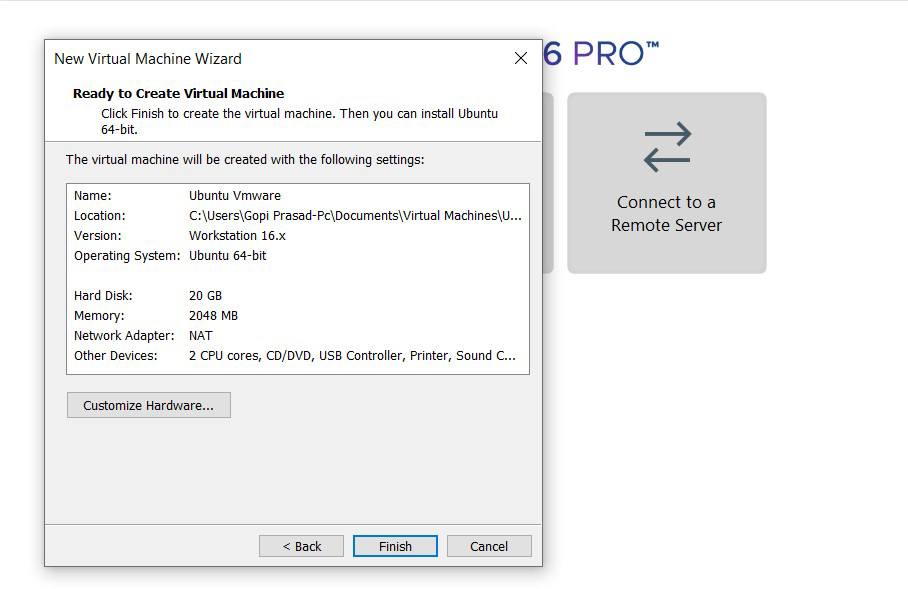 New Virtual Machine Wizard
6 PRO™
Ready to Create Virtual Machine
Click Finish to create the virtual machine. Then you can install Ubuntu
64-bit.
The virtual machine will be created with the following settings:
Name: Ubuntu Vmware
Location: C:\Users\Gopi Prasad-Pc\Documents\Virtual Machines\U...
Version: Workstation 16.x
Operating System: Ubuntu 64-bit
Hard Disk: 20 GB
Memory: 2048 MB
Network Adapter: NAT
Other Devices: 2 CPU cores, CD/DVD, USB Controller, Printer, Sound C...
Customize Hardware...
< Back
Finish
Cancel
Connect to a
Remote Server